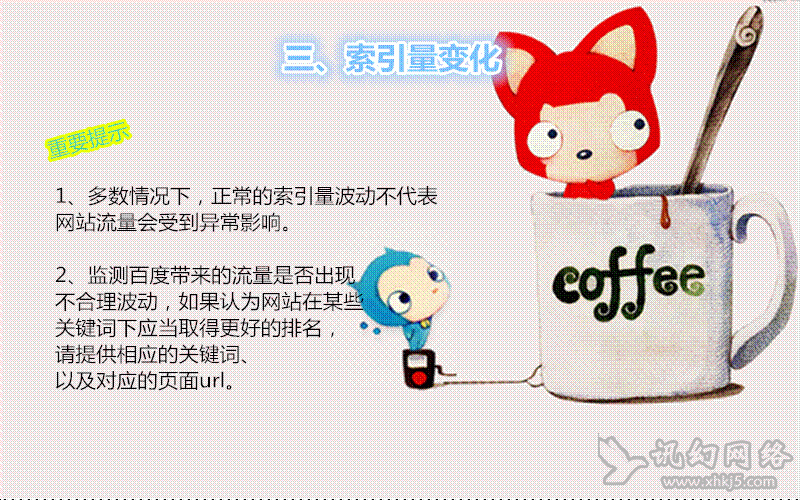 三、索引量变化
重要提示
1、多数情况下，正常的索引量波动不代表
网站流量会受到异常影响。
2、监测百度带来的流量是否出现
不合理波动，如果认为网站在某些
关键词下应当取得更好的排名，
请提供相应的关键词、
以及对应的页面url。
coffee
讯幻网络
www.xhkj5.com